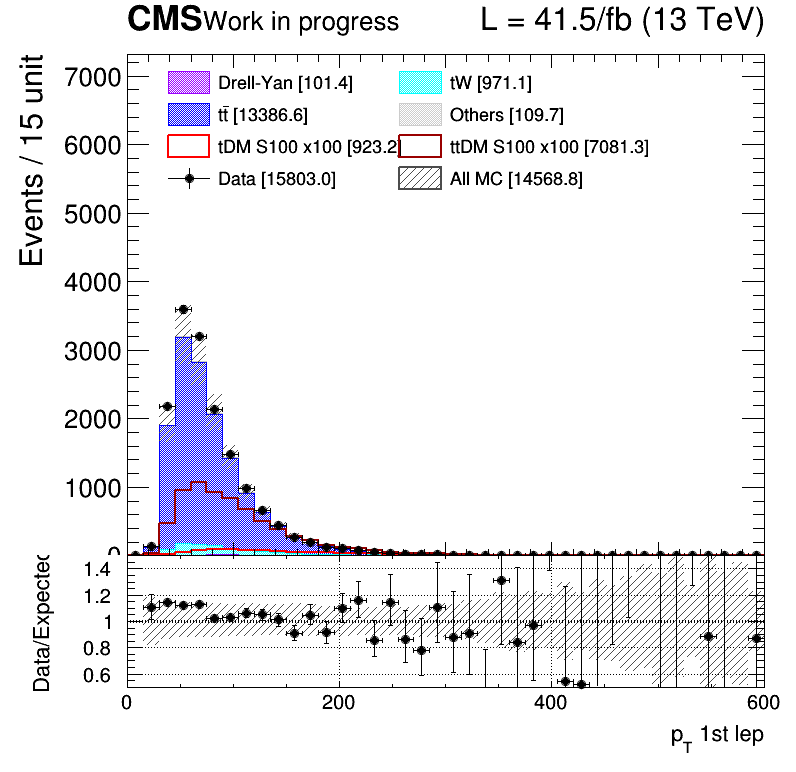 CMS Work in progress L = 41.5/fb (13 TeV)
Events / 15 unit
7000
6000
5000
4000
3000
2000
1000
0
Drell-Yan [101.4] tW [971.1]
tt̄ [13386.6] Others [109.7]
tDM S100 x100 [923.2] ttDM S100 x100 [7081.3]
Data [15803.0] All MC [14568.8]
Data/Expected
1.4
1.2
1
0.8
0.6
0 200 400 600
pT 1st lep